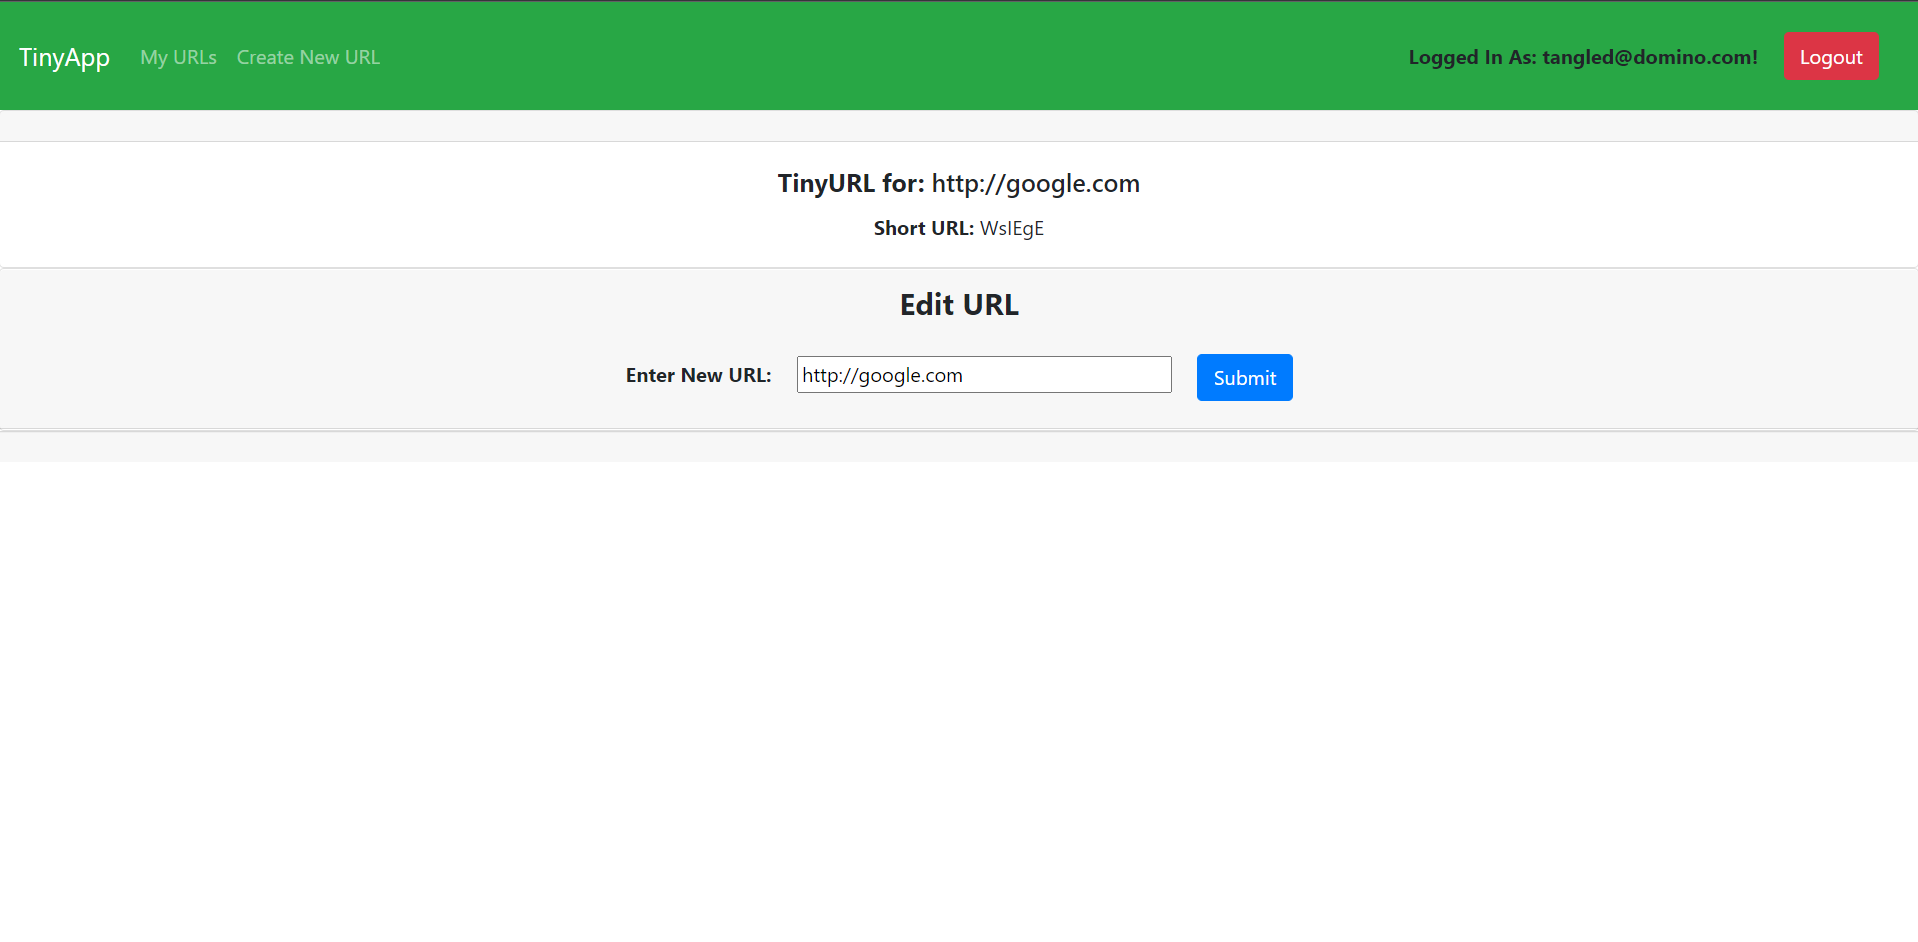 TinyApp My URLs Create New URL Logged In As: tangled@domino.com! Logout
TinyURL for: http://google.com
Short URL: WsIEgE
Edit URL
Enter New URL: http://google.com Submit